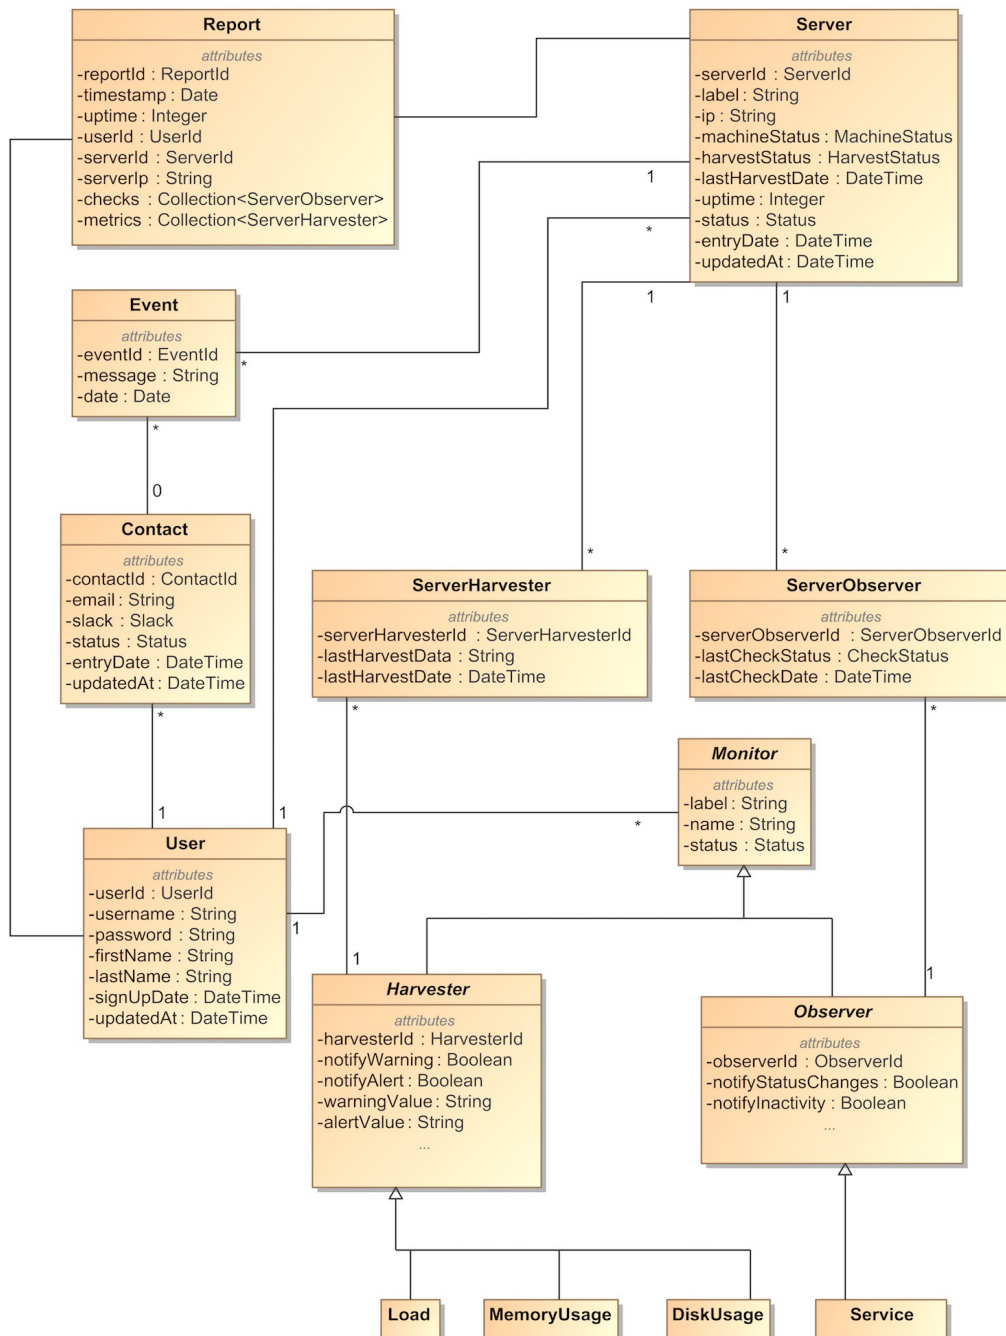 Report
attributes
-reportId : ReportId
-timestamp : Date
-uptime : Integer
-userId : UserId
-serverId : ServerId
-serverIp : String
-checks : Collection<ServerObserver>
-metrics : Collection<ServerHarvester>
Server
attributes
-serverId : ServerId
-label : String
-ip : String
-machineStatus : MachineStatus
-harvestStatus : HarvestStatus
-lastHarvestDate : DateTime
-uptime : Integer
-status : Status
-entryDate : DateTime
-updatedAt : DateTime
1
*
1
1
Event
attributes
-eventId : EventId
-message : String
-date : Date
*
*
0
Contact
attributes
-contactId : ContactId
-email : String
-slack : Slack
-status : Status
-entryDate : DateTime
-updatedAt : DateTime
*
*
ServerHarvester
attributes
-serverHarvesterId : ServerHarvesterId
-lastHarvestData : String
-lastHarvestDate : DateTime
ServerObserver
attributes
-serverObserverId : ServerObserverId
-lastCheckStatus : CheckStatus
-lastCheckDate : DateTime
*
*
*
Monitor
attributes
-label : String
-name : String
-status : Status
1
1
*
User
attributes
-userId : UserId
-username : String
-password : String
-firstName : String
-lastName : String
-signUpDate : DateTime
-updatedAt : DateTime
1
1
1
Harvester
attributes
-harvesterId : HarvesterId
-notifyWarning : Boolean
-notifyAlert : Boolean
-warningValue : String
-alertValue : String
...
Observer
attributes
-observerId : ObserverId
-notifyStatusChanges : Boolean
-notifyInactivity : Boolean
...
Load
MemoryUsage
DiskUsage
Service